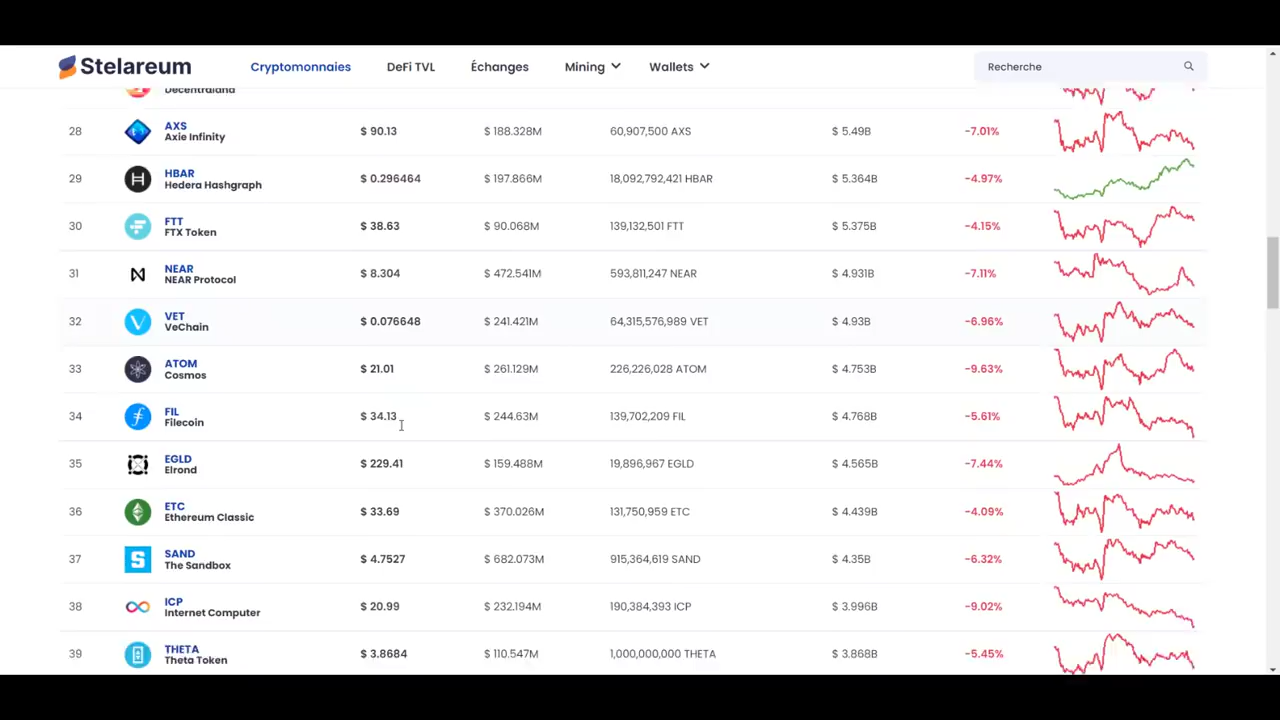 Stelareum Cryptomonnaies DeFi TVL Échanges Mining Wallets Recherche
Decentraland
28 AXS Axie Infinity $ 90.13 $ 188.328M 60,907,500 AXS $ 5.49B -7.01%
29 HBAR Hedera Hashgraph $ 0.296464 $ 197.866M 18,092,792,421 HBAR $ 5.364B -4.97%
30 FTT FTX Token $ 38.63 $ 90.068M 139,132,501 FTT $ 5.375B -4.15%
31 NEAR NEAR Protocol $ 8.304 $ 472.541M 593,811,247 NEAR $ 4.931B -7.11%
32 VET VeChain $ 0.076648 $ 241.421M 64,315,576,989 VET $ 4.93B -6.96%
33 ATOM Cosmos $ 21.01 $ 261.129M 226,226,028 ATOM $ 4.753B -9.63%
34 FIL Filecoin $ 34.13 $ 244.63M 139,702,209 FIL $ 4.768B -5.61%
35 EGLD Elrond $ 229.41 $ 159.488M 19,896,967 EGLD $ 4.565B -7.44%
36 ETC Ethereum Classic $ 33.69 $ 370.026M 131,750,959 ETC $ 4.439B -4.09%
37 SAND The Sandbox $ 4.7527 $ 682.073M 915,364,619 SAND $ 4.35B -6.32%
38 ICP Internet Computer $ 20.99 $ 232.194M 190,384,393 ICP $ 3.996B -9.02%
39 THETA Theta Token $ 3.8684 $ 110.547M 1,000,000,000 THETA $ 3.868B -5.45%